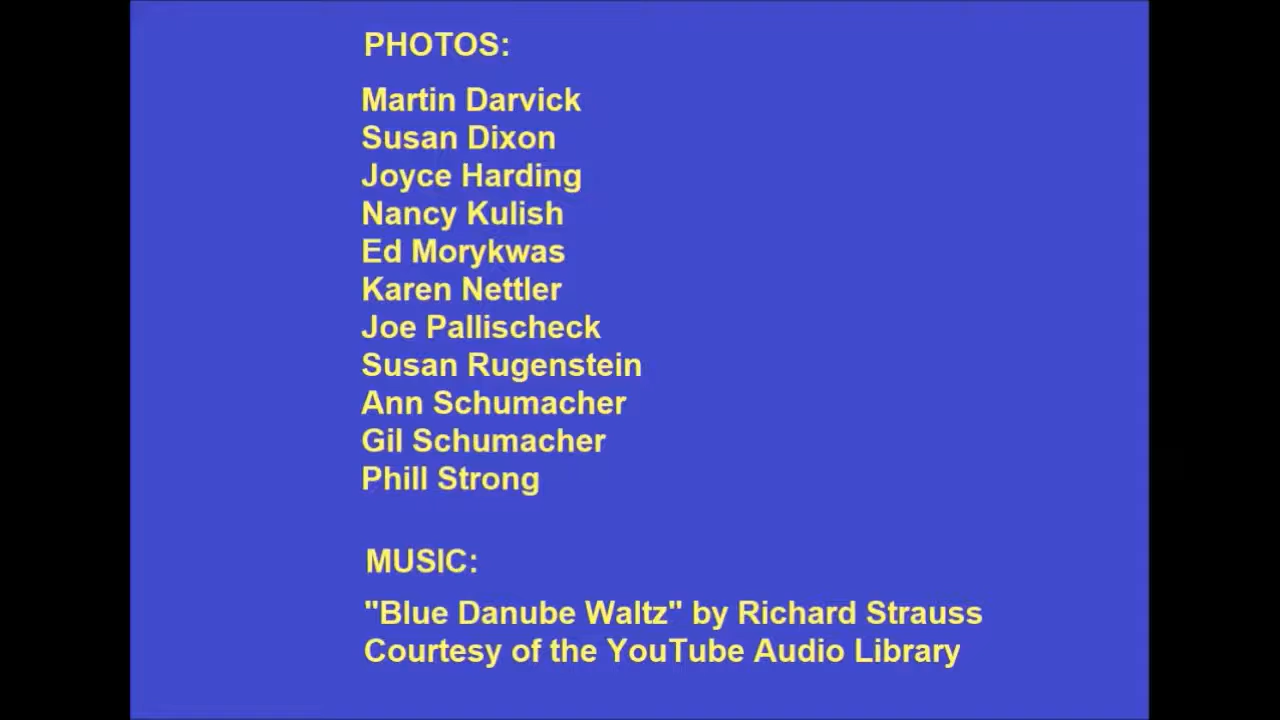 PHOTOS:
Martin Darvick
Susan Dixon
Joyce Harding
Nancy Kulish
Ed Morykwas
Karen Nettler
Joe Pallischeck
Susan Rugenstein
Ann Schumacher
Gil Schumacher
Phill Strong
MUSIC:
"Blue Danube Waltz" by Richard Strauss
Courtesy of the YouTube Audio Library